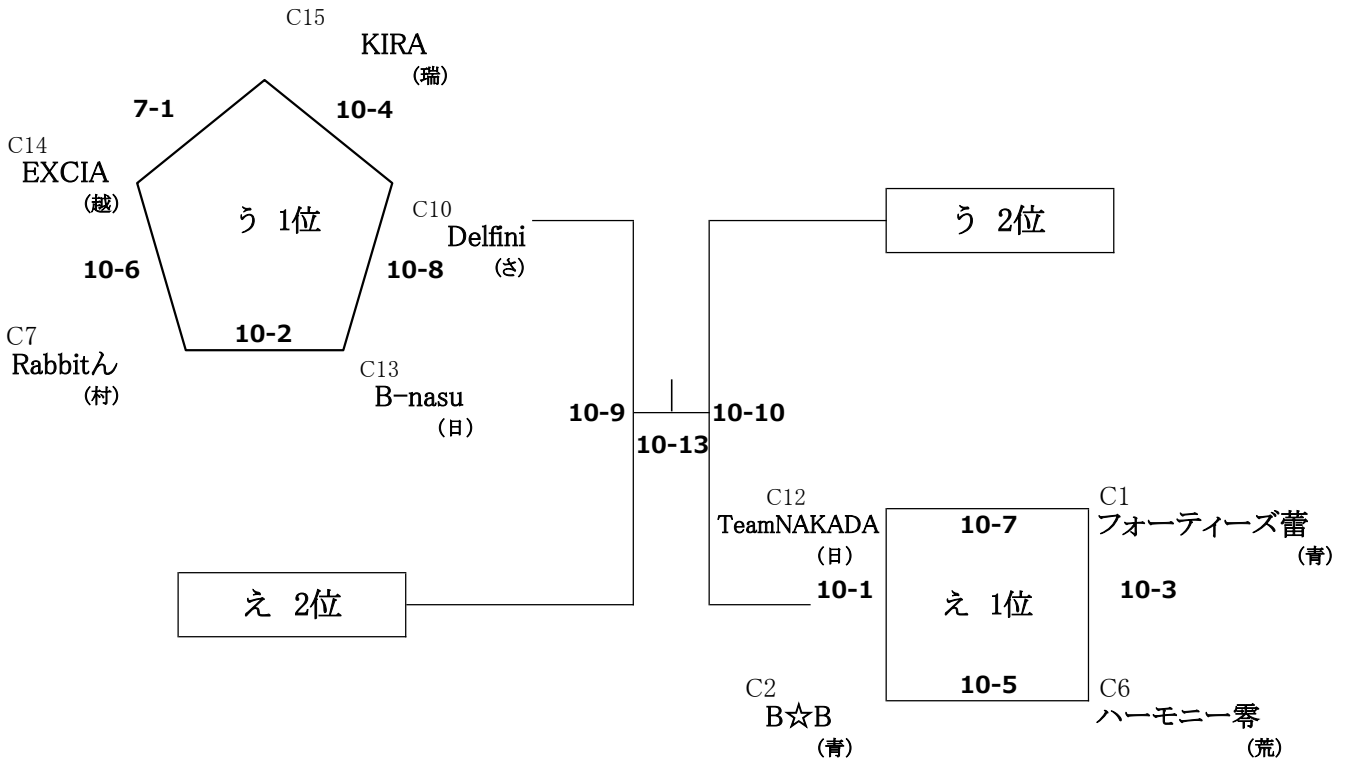 C15
KIRA
(瑞)
7-1
10-4
C14
EXCIA
(越)
う 1位
C10
Delfini
(さ)
う 2位
10-6
10-8
10-2
C7
Rabbitん
(村)
C13
B-nasu
(日)
10-9
10-10
10-13
C12
TeamNAKADA
(日)
10-7
C1
フォーティーズ蕾
(青)
え 2位
10-1
え 1位
10-3
C2
B☆B
(青)
10-5
C6
ハーモニー零
(荒)